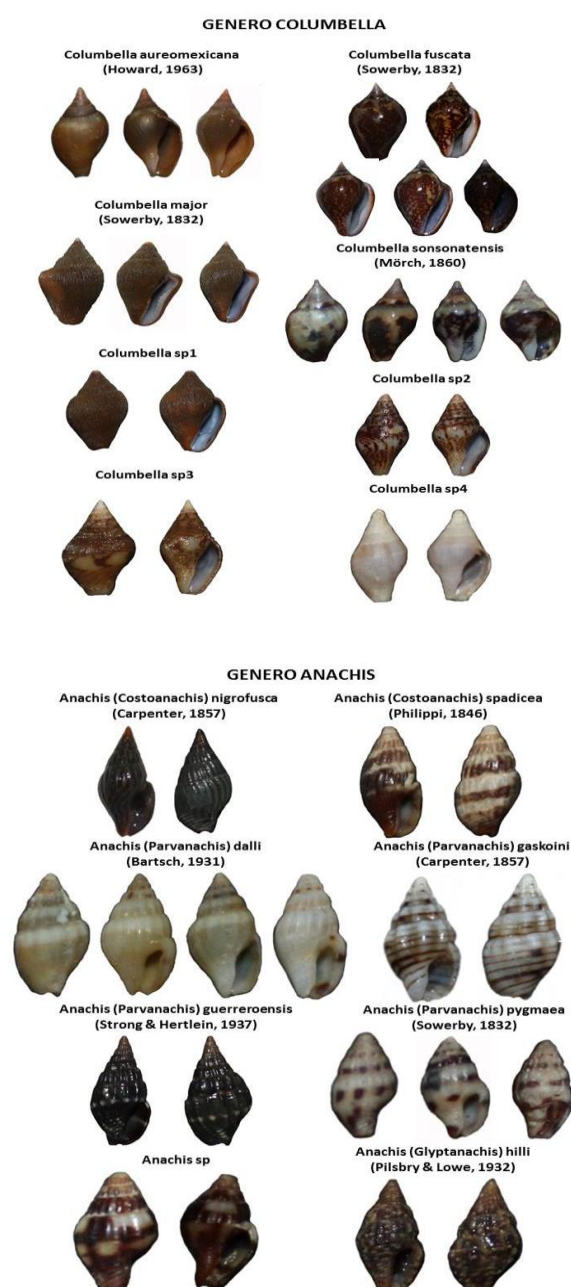 GENERO COLUMBELLA
Columbella aureomexicana
(Howard, 1963)
Columbella fuscata
(Sowerby, 1832)
Columbella major
(Sowerby, 1832)
Columbella sonsonatensis
(Mörch, 1860)
Columbella sp1
Columbella sp2
Columbella sp3
Columbella sp4
GENERO ANACHIS
Anachis (Costoanachis) nigrofusca
(Carpenter, 1857)
Anachis (Costoanachis) spadicea
(Philippi, 1846)
Anachis (Parvanachis) dalli
(Bartsch, 1931)
Anachis (Parvanachis) gaskoini
(Carpenter, 1857)
Anachis (Parvanachis) guerreroensis
(Strong & Hertlein, 1937)
Anachis (Parvanachis) pygmaea
(Sowerby, 1832)
Anachis sp
Anachis (Glyptanachis) hilli
(Pilsbry & Lowe, 1932)